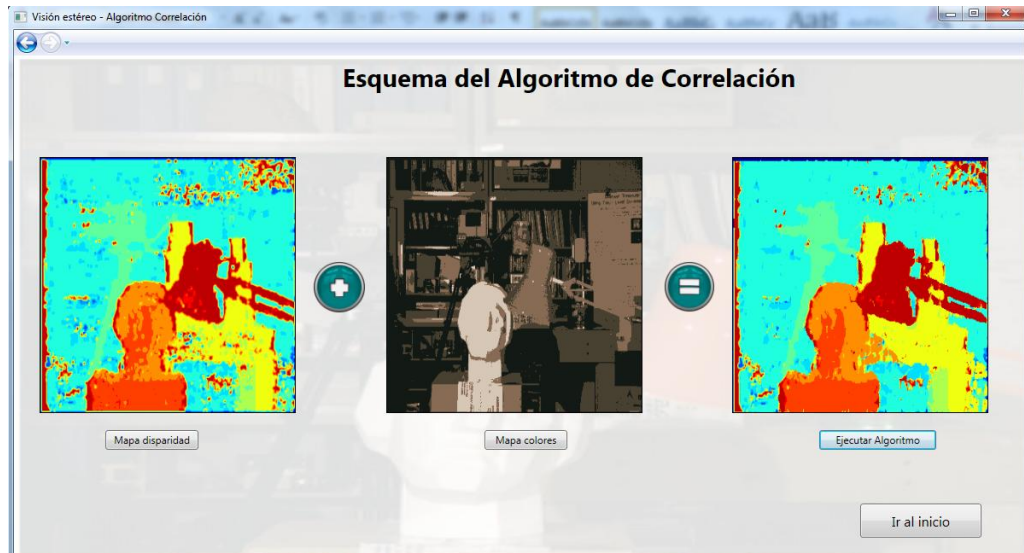 Visión estéreo - Algoritmo Correlación
Esquema del Algoritmo de Correlación
Mapa disparidad
Mapa colores
Ejecutar Algoritmo
Ir al inicio